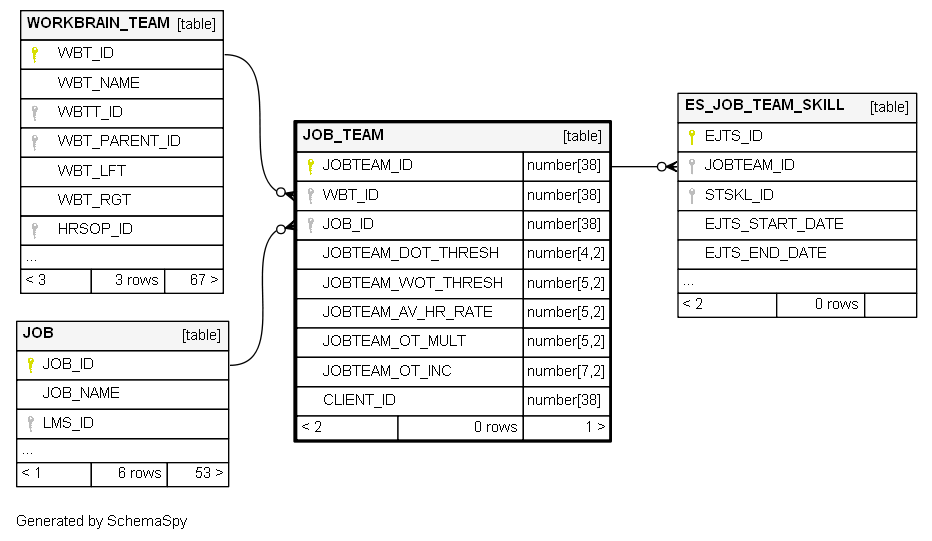 WORKBRAIN_TEAM [table]
WBT_ID
WBT_NAME
WBTT_ID
WBT_PARENT_ID
WBT_LFT
WBT_RGT
HRSOP_ID
...
< 3 3 rows 67 >
JOB [table]
JOB_ID
JOB_NAME
LMS_ID
...
< 1 6 rows 53 >
JOB_TEAM [table]
JOBTEAM_ID number[38]
WBT_ID number[38]
JOB_ID number[38]
JOBTEAM_DOT_THRESH number[4,2]
JOBTEAM_WOT_THRESH number[5,2]
JOBTEAM_AV_HR_RATE number[5,2]
JOBTEAM_OT_MULT number[5,2]
JOBTEAM_OT_INC number[7,2]
CLIENT_ID number[38]
< 2 0 rows 1 >
ES_JOB_TEAM_SKILL [table]
EJTS_ID
JOBTEAM_ID
STSKL_ID
EJTS_START_DATE
EJTS_END_DATE
...
< 2 0 rows
Generated by SchemaSpy